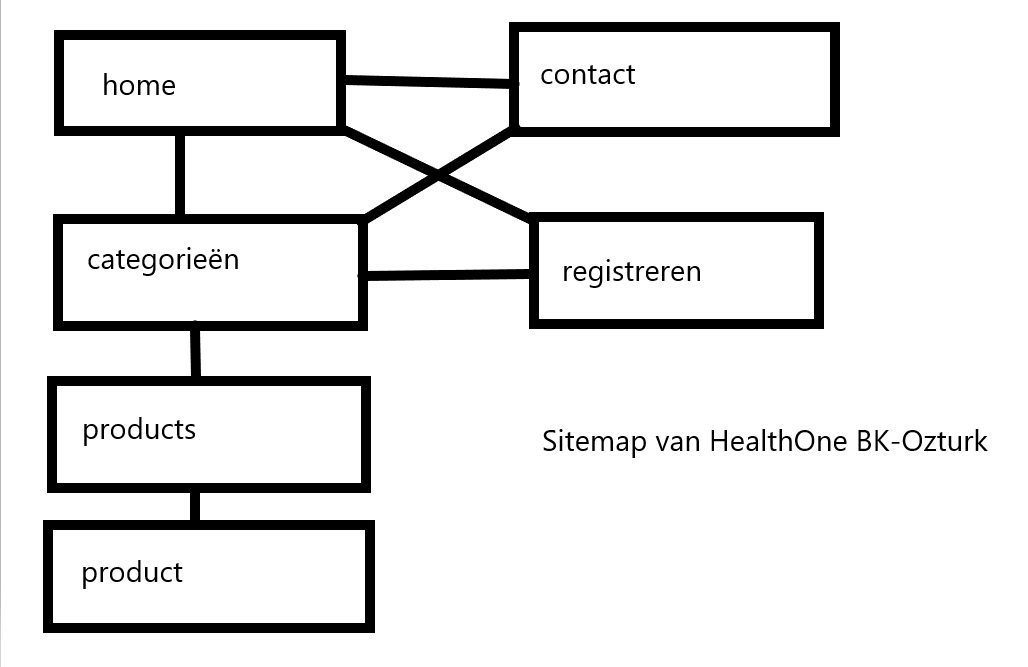 home
contact
categorieën
registreren
products
Sitemap van HealthOne BK-Ozturk
product